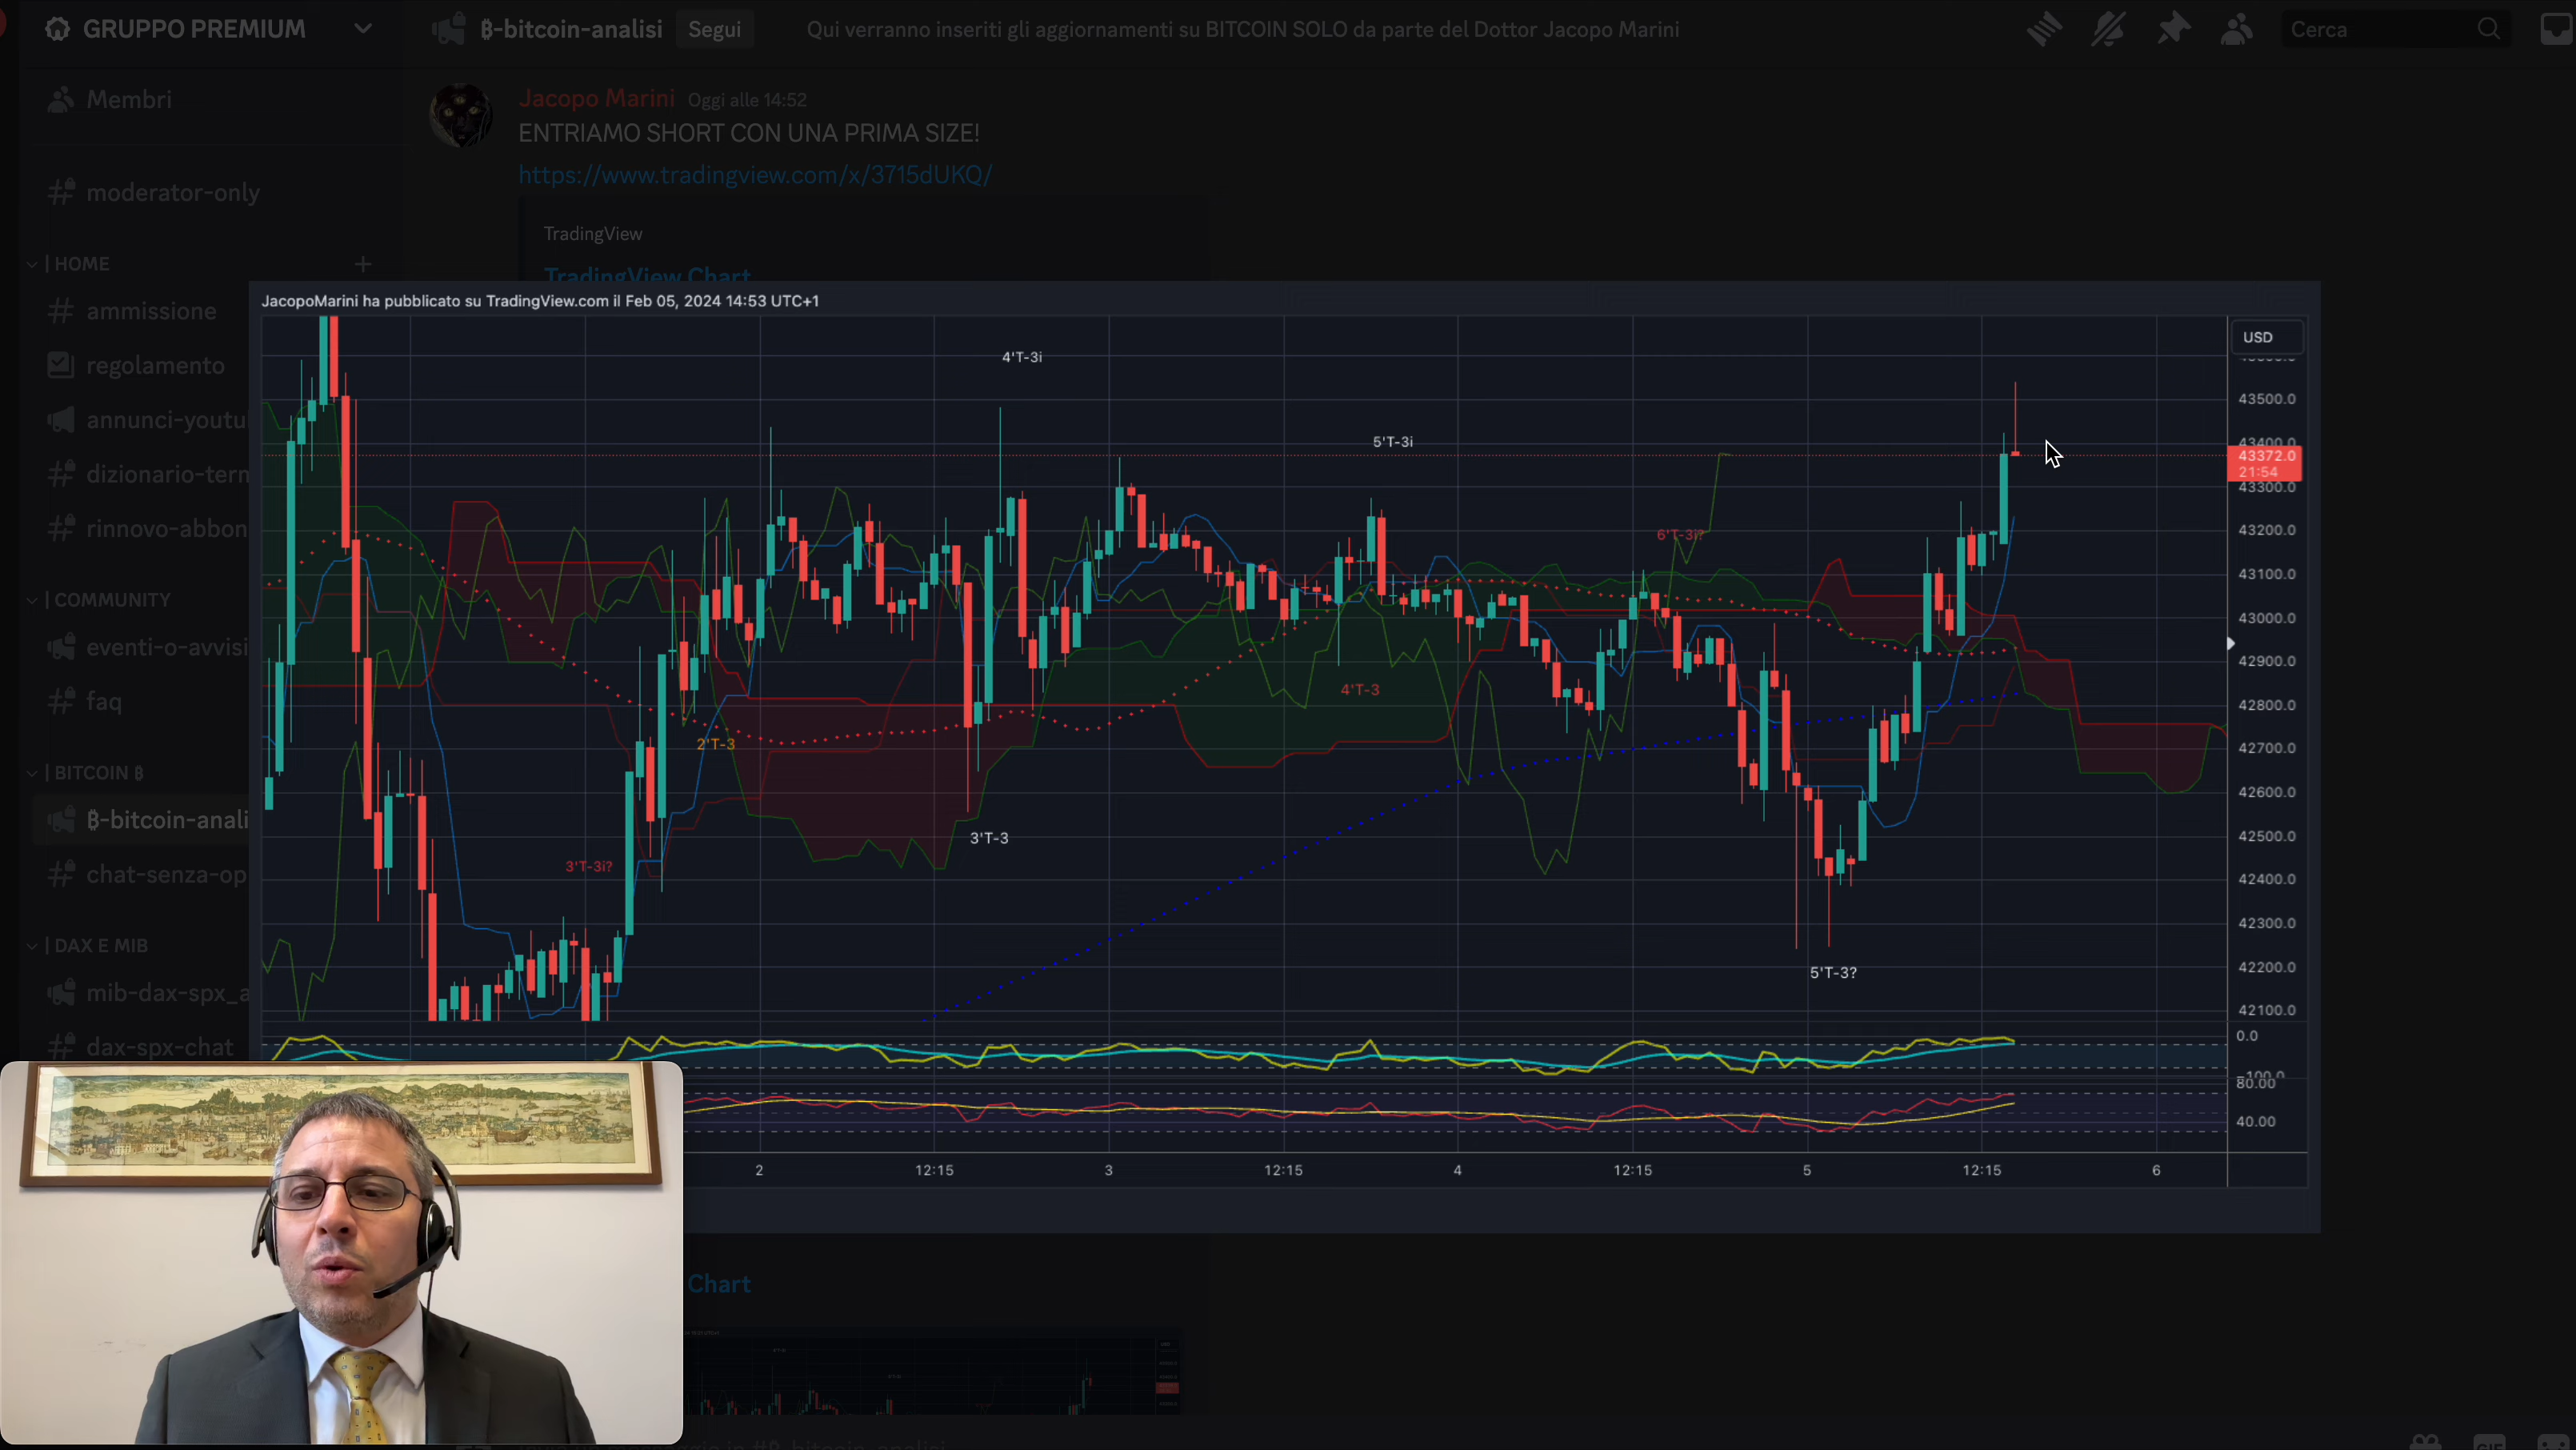 GRUPPO PREMIUM
₿-bitcoin-analisi Segui Qui verranno inseriti gli aggiornamenti su BITCOIN SOLO da parte del Dottor Jacopo Marini
Cerca
Membri
moderator-only
| HOME
ammissione
regolamento
annunci-youtu
dizionario-term
rinnovo-abbon
| COMMUNITY
eventi-o-avvisi
faq
| BITCOIN ₿
₿-bitcoin-anali
chat-senza-op
| DAX E MIB
mib-dax-spx_a
dax-spx-chat
Jacopo Marini Oggi alle 14:52
ENTRIAMO SHORT CON UNA PRIMA SIZE!
https://www.tradingview.com/x/3715dUKQ/
TradingView
TradingView Chart
JacopoMarini ha pubblicato su TradingView.com il Feb 05, 2024 14:53 UTC+1
4'T-3i
5'T-3i
6'T-3i?
4'T-3
2'T-3
3'T-3
3'T-3i?
5'T-3?
USD
43500.0
43400.0
43372.0
21:54
43300.0
43200.0
43100.0
43000.0
42900.0
42800.0
42700.0
42600.0
42500.0
42400.0
42300.0
42200.0
42100.0
0.0
-100.0
80.00
40.00
2 12:15 3 12:15 4 12:15 5 12:15 6
Chart